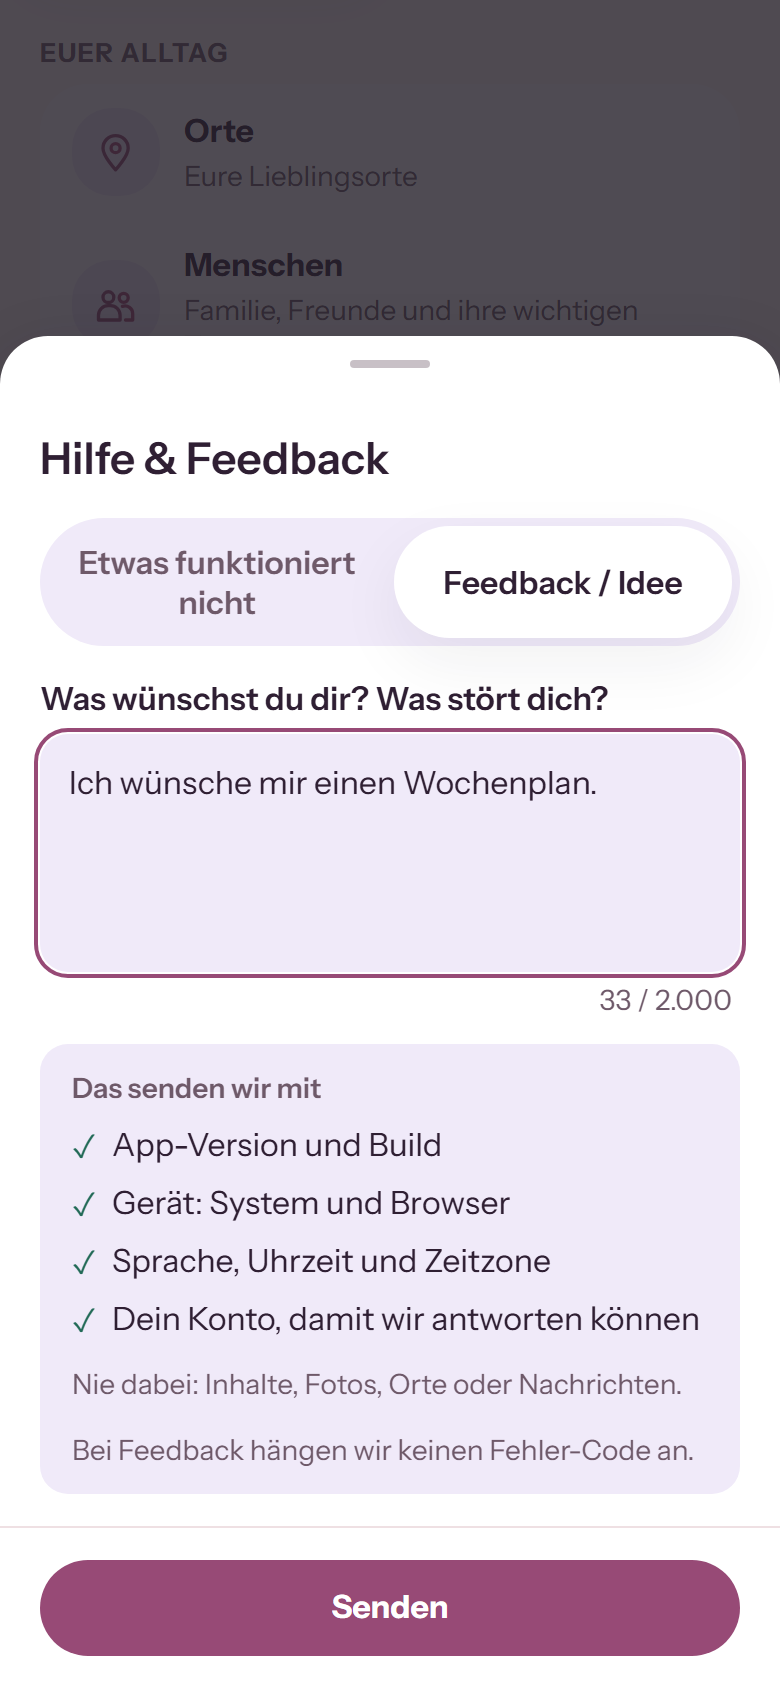 EUER ALLTAG
Orte
Eure Lieblingsorte
Menschen
Familie, Freunde und ihre wichtigen
Hilfe & Feedback
Etwas funktioniert
nicht
Feedback / Idee
Was wünschst du dir? Was stört dich?
Ich wünsche mir einen Wochenplan.
33 / 2.000
Das senden wir mit
✓ App-Version und Build
✓ Gerät: System und Browser
✓ Sprache, Uhrzeit und Zeitzone
✓ Dein Konto, damit wir antworten können
Nie dabei: Inhalte, Fotos, Orte oder Nachrichten.
Bei Feedback hängen wir keinen Fehler-Code an.
Senden